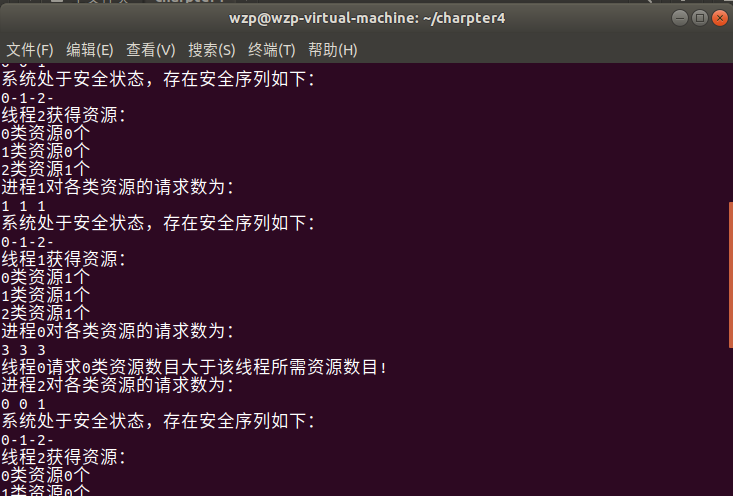 wzp@wzp-virtual-machine: ~/charpter4
文件(F) 编辑(E) 查看(V) 搜索(S) 终端(T) 帮助(H)
系统处于安全状态，存在安全序列如下：
0-1-2-
线程2获得资源：
0类资源0个
1类资源0个
2类资源1个
进程1对各类资源的请求数为：
1 1 1
系统处于安全状态，存在安全序列如下：
0-1-2-
线程1获得资源：
0类资源1个
1类资源1个
2类资源1个
进程0对各类资源的请求数为：
3 3 3
线程0请求0类资源数目大于该线程所需资源数目!
进程2对各类资源的请求数为：
0 0 1
系统处于安全状态，存在安全序列如下：
0-1-2-
线程2获得资源：
0类资源0个
1类资源0个